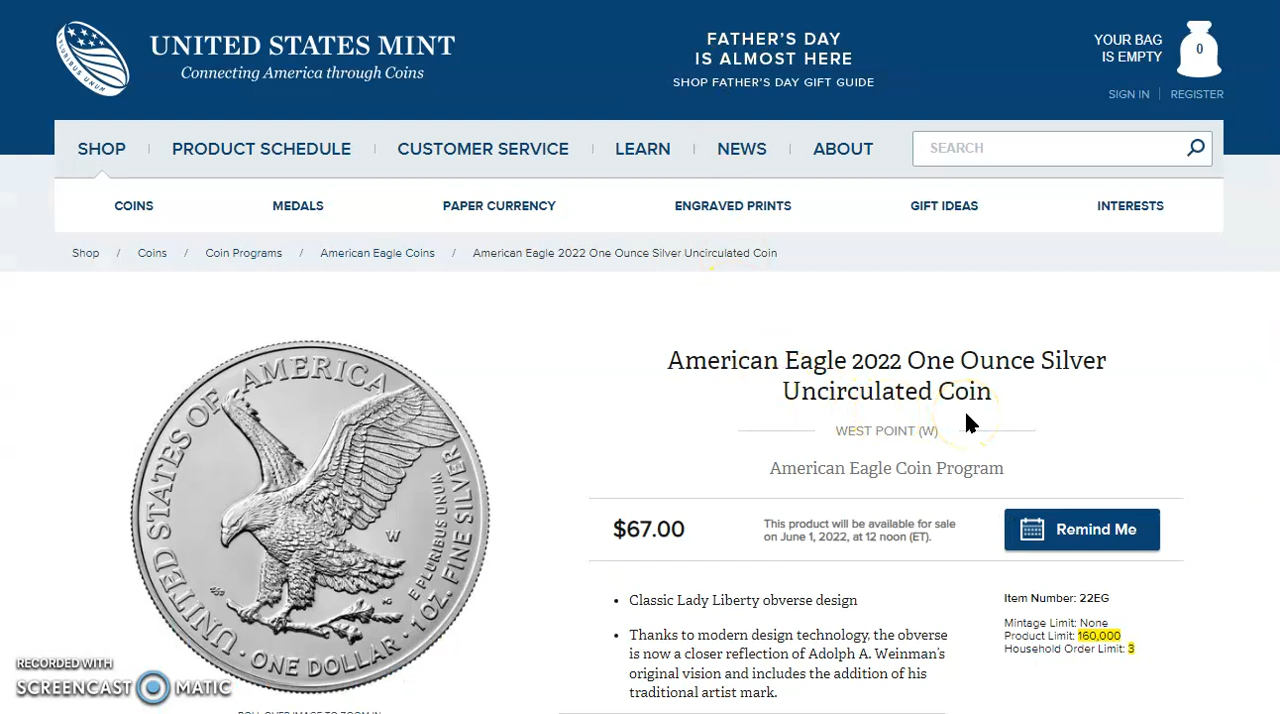 UNITED STATES MINT
Connecting America through Coins
PLURIBUS UNUM
FATHER'S DAY
IS ALMOST HERE
SHOP FATHER'S DAY GIFT GUIDE
YOUR BAG
IS EMPTY
0
SIGN IN
REGISTER
SHOP
PRODUCT SCHEDULE
CUSTOMER SERVICE
LEARN
NEWS
ABOUT
SEARCH
COINS
MEDALS
PAPER CURRENCY
ENGRAVED PRINTS
GIFT IDEAS
INTERESTS
Shop / Coins / Coin Programs / American Eagle Coins / American Eagle 2022 One Ounce Silver Uncirculated Coin
UNITED STATES OF AMERICA
W
E PLURIBUS UNUM
1 OZ. FINE SILVER
ONE DOLLAR
American Eagle 2022 One Ounce Silver
Uncirculated Coin
WEST POINT (W)
American Eagle Coin Program
$67.00
This product will be available for sale
on June 1, 2022, at 12 noon (ET).
Remind Me
• Classic Lady Liberty obverse design
• Thanks to modern design technology, the obverse
is now a closer reflection of Adolph A. Weinman's
original vision and includes the addition of his
traditional artist mark.
Item Number: 22EG
Mintage Limit: None
Product Limit: 160,000
Household Order Limit: 3
RECORDED WITH
SCREENCAST MATIC